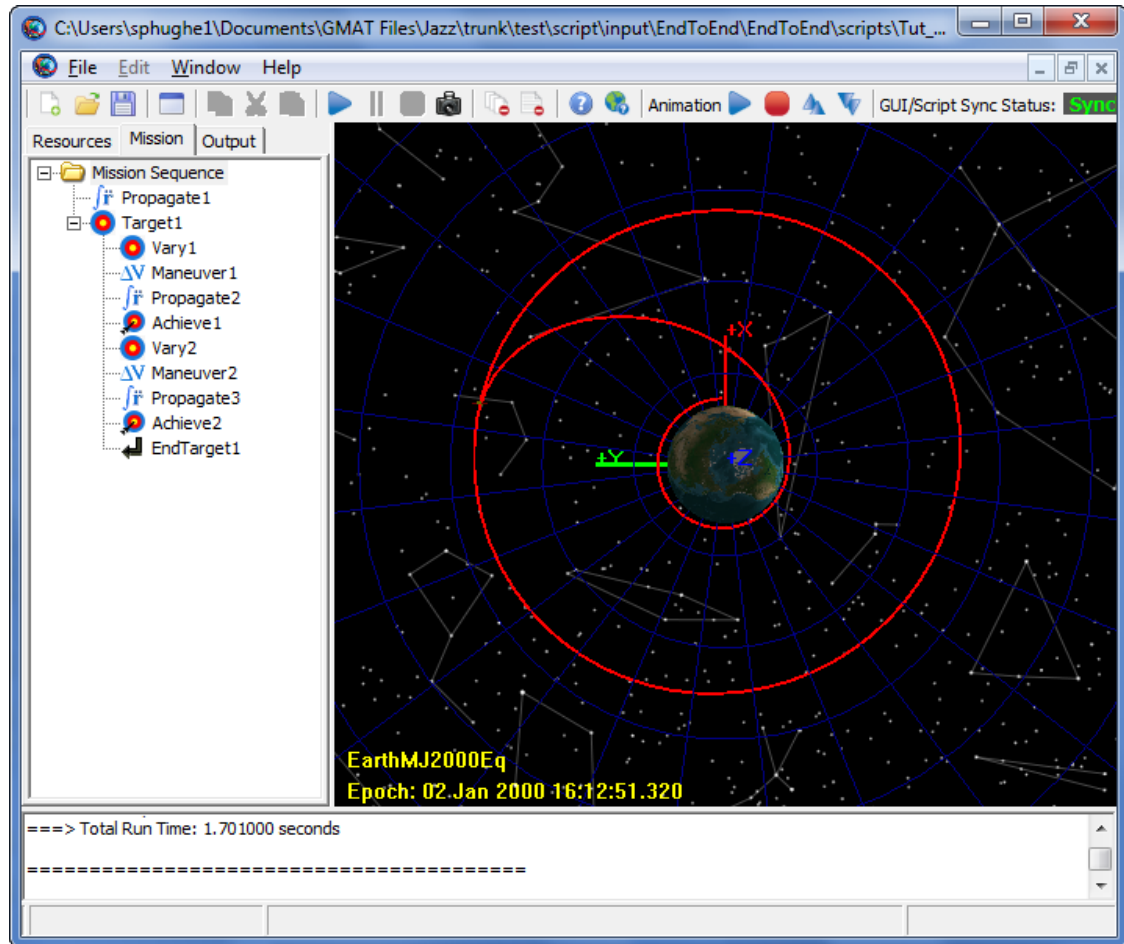 C:\Users\sphughe1\Documents\GMAT Files\Jazz\trunk\test\script\input\EndToEnd\EndToEnd\scripts\Tut_...
File Edit Window Help
Animation GUI/Script Sync Status: Sync
Resources Mission Output
Mission Sequence
Propagate1
Target1
Vary1
ΔV Maneuver1
Propagate2
Achieve1
Vary2
ΔV Maneuver2
Propagate3
Achieve2
EndTarget1
+X
+Y +Z
EarthMJ2000Eq
Epoch: 02 Jan 2000 16:12:51.320
===> Total Run Time: 1.701000 seconds
========================================